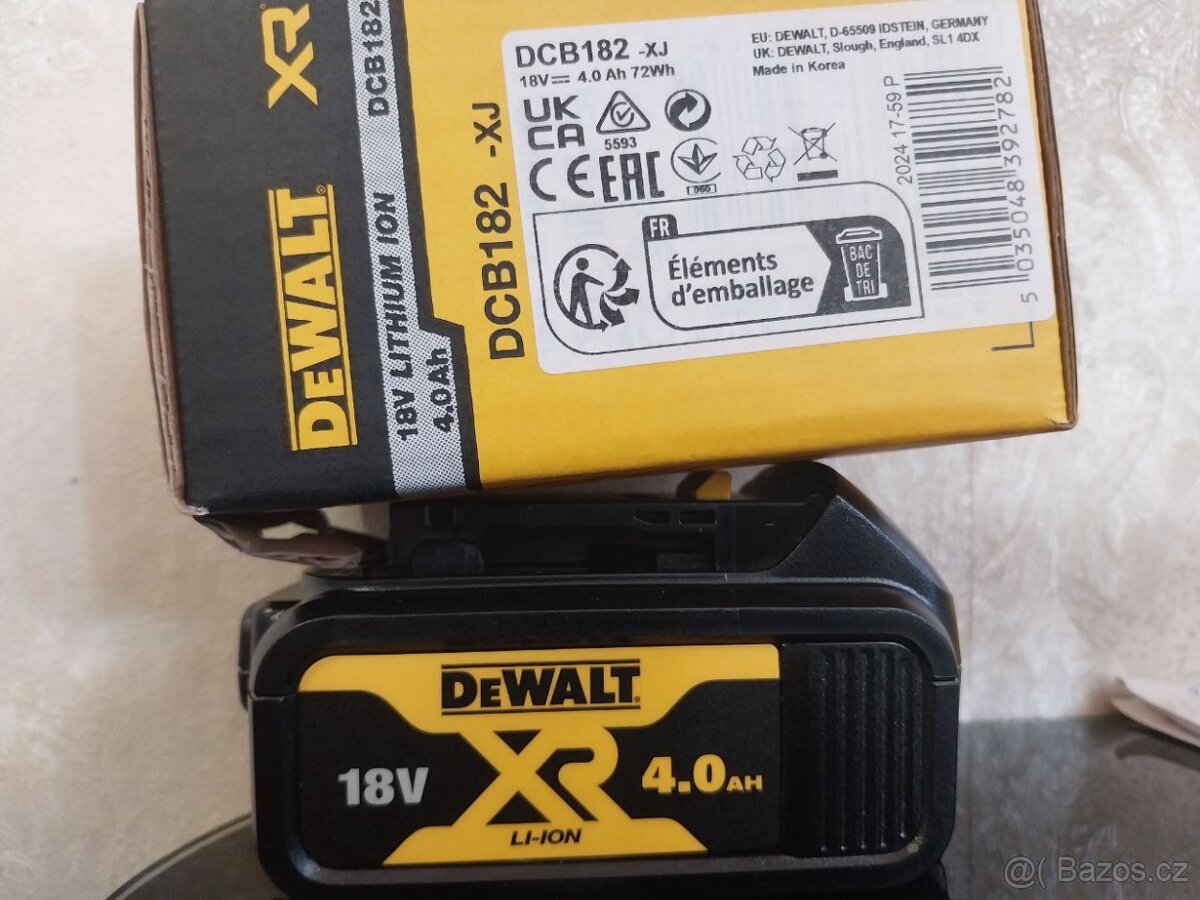 XR
DCB182
DEWALT
18V LITHIUM ION
4.0Ah
DCB182 -XJ
DCB182 -XJ
18V 4.0 Ah 72Wh
EU: DEWALT, D-65509 IDSTEIN, GERMANY
UK: DEWALT, Slough, England, SL1 4DX
Made in Korea
UK
CA
5593
CE EAC
060
FR
Éléments
d'emballage
BAC
DE
TRI
2024 17-59 P
5 035048 392782
DEWALT
XR
18V
4.0AH
LI-ION
@( Bazos.cz